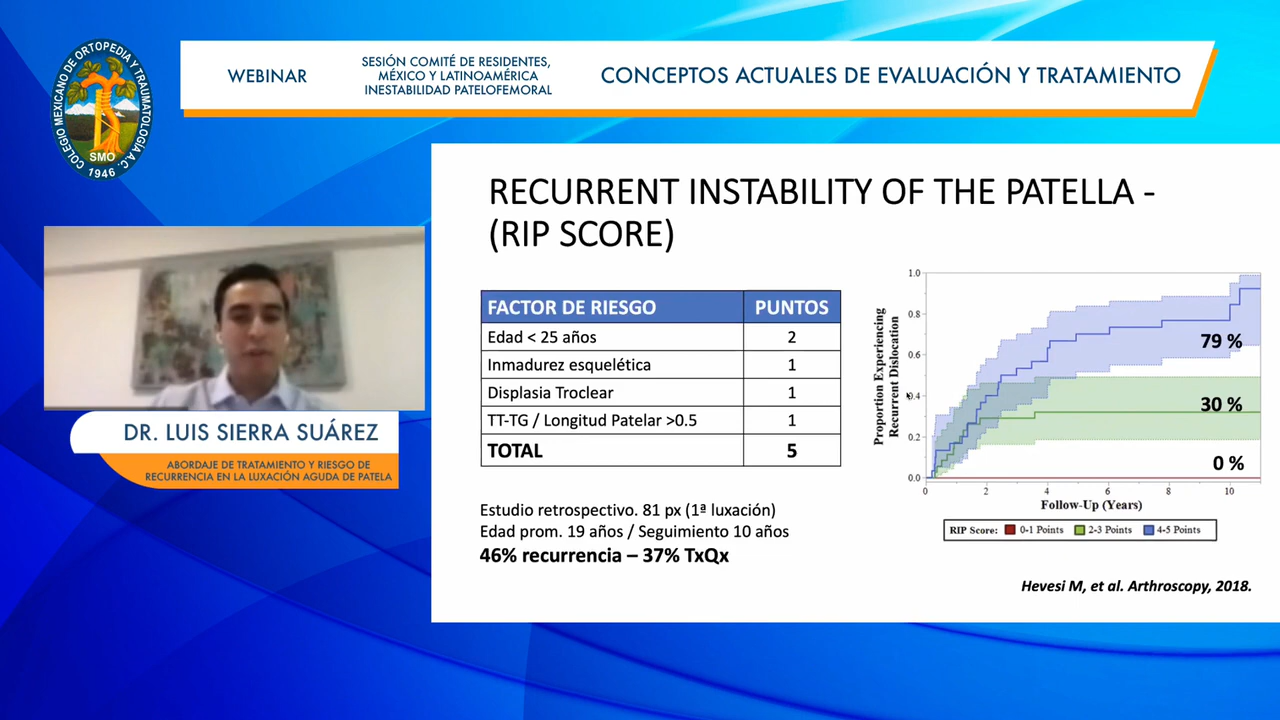 COLEGIO MEXICANO DE ORTOPEDIA Y TRAUMATOLOGÍA A.C.
SMO
1946
WEBINAR
SESIÓN COMITÉ DE RESIDENTES,
MÉXICO Y LATINOAMÉRICA
INESTABILIDAD PATELOFEMORAL
CONCEPTOS ACTUALES DE EVALUACIÓN Y TRATAMIENTO
RECURRENT INSTABILITY OF THE PATELLA -
(RIP SCORE)
FACTOR DE RIESGO PUNTOS
Edad < 25 años 2
Inmadurez esquelética 1
Displasia Troclear 1
TT-TG / Longitud Patelar >0.5 1
TOTAL 5
Estudio retrospectivo. 81 px (1ª luxación)
Edad prom. 19 años / Seguimiento 10 años
46% recurrencia – 37% TxQx
Proportion Experiencing
Recurrent Dislocation
1.0
0.8
0.6
0.4
0.2
0.0
79 %
30 %
0 %
0 2 4 6 8 10
Follow-Up (Years)
RIP Score: 0-1 Points 2-3 Points 4-5 Points
Hevesi M, et al. Arthroscopy, 2018.
DR. LUIS SIERRA SUÁREZ
ABORDAJE DE TRATAMIENTO Y RIESGO DE
RECURRENCIA EN LA LUXACIÓN AGUDA DE PATELA